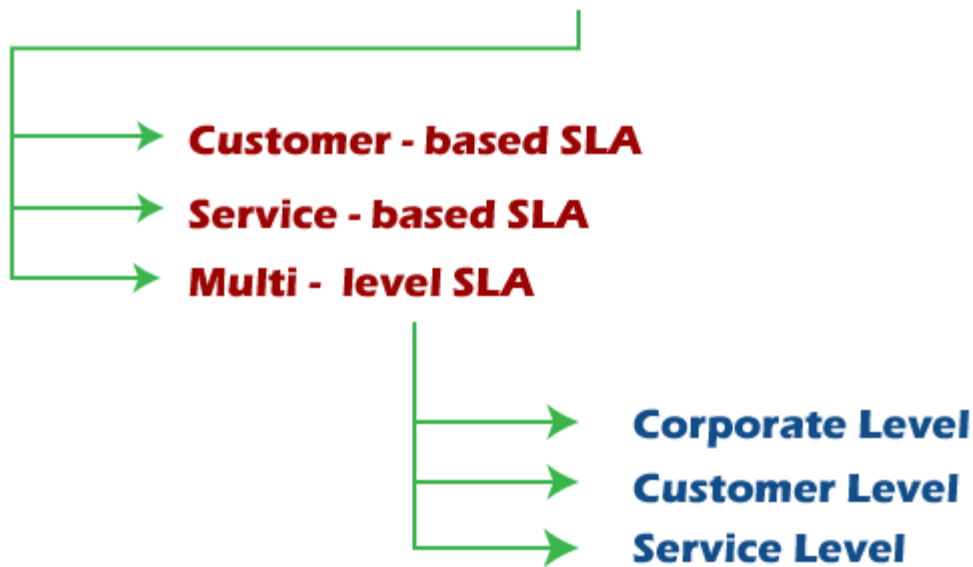 Customer - based SLA
Service - based SLA
Multi -  level SLA
Corporate Level
Customer Level
Service Level